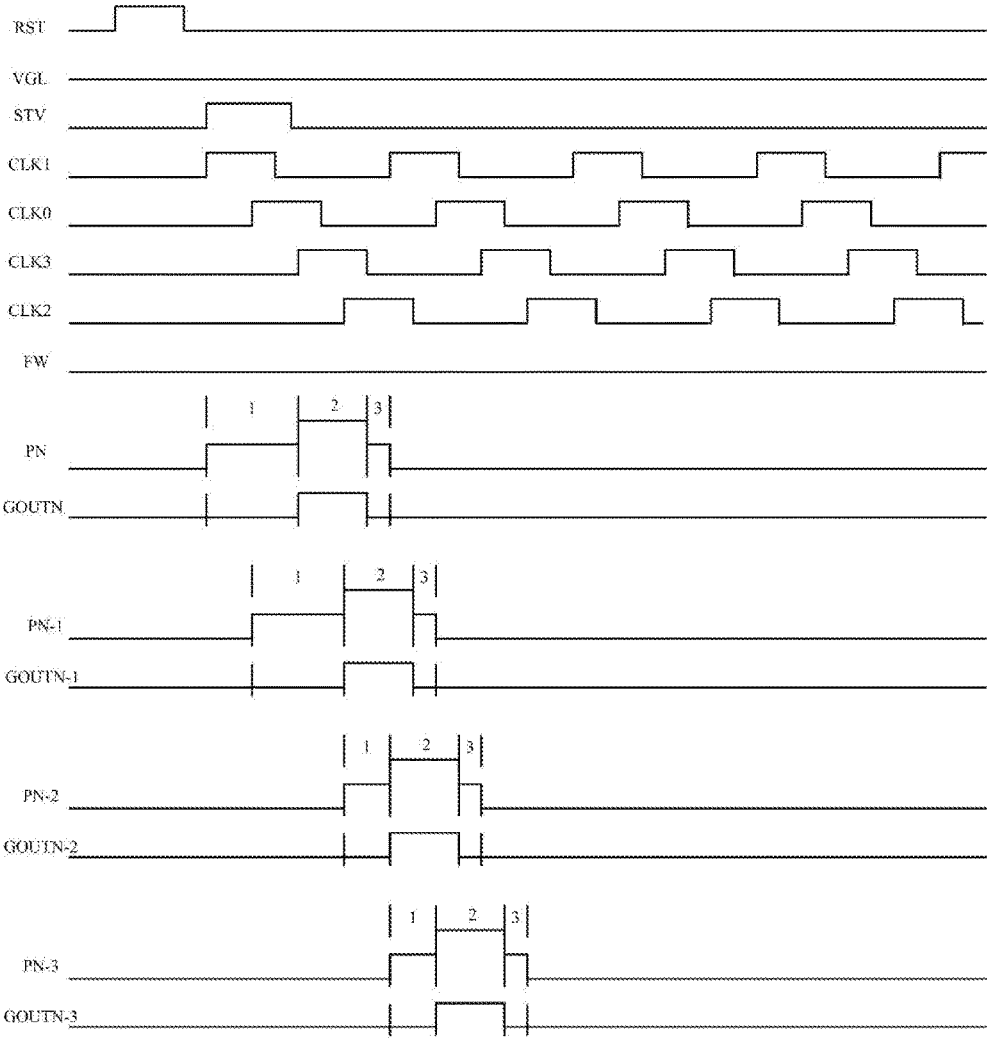 RST
VGL
STV
CLK1
CLK0
CLK3
CLK2
FW
1 2 3
PN
GOUTN
1 2 3
PN-1
GOUTN-1
1 2 3
PN-2
GOUTN-2
1 2 3
PN-3
GOUTN-3